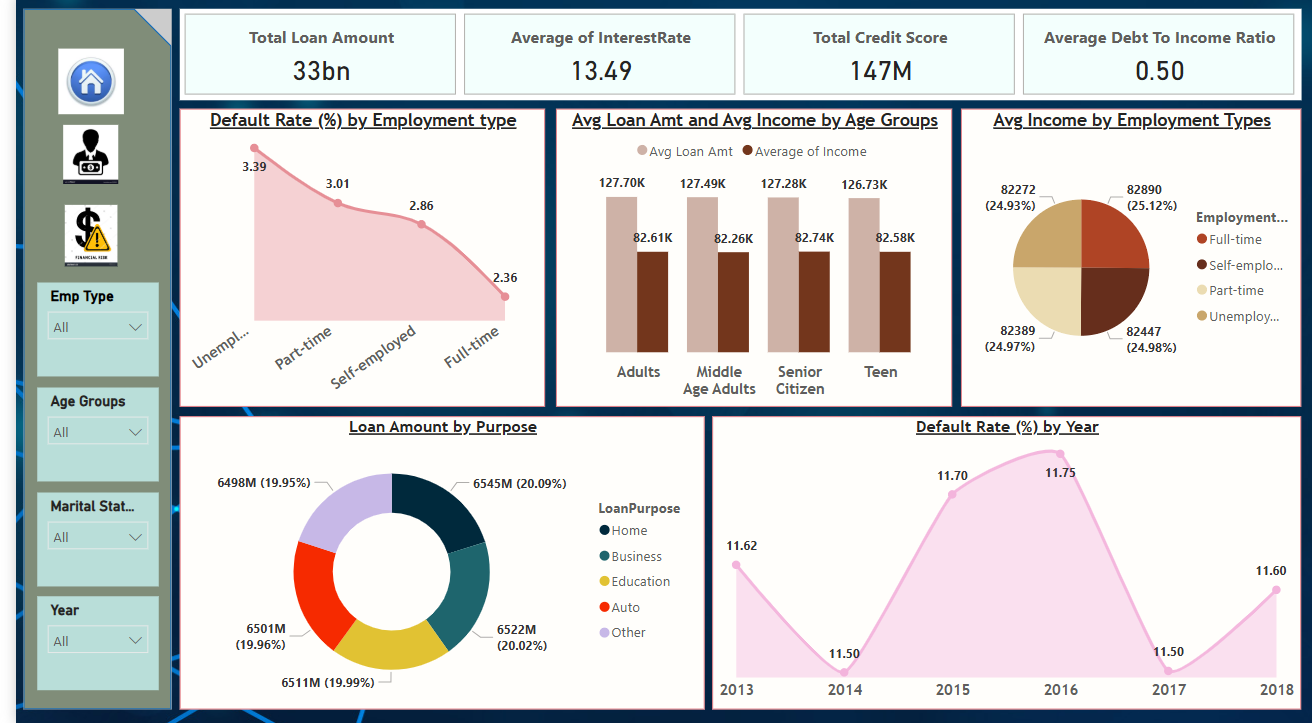 Total Loan Amount
33bn
Average of InterestRate
13.49
Total Credit Score
147M
Average Debt To Income Ratio
0.50
FINANCIAL RISK
Emp Type
All
Age Groups
All
Marital Stat...
All
Year
All
Default Rate (%) by Employment type
3.39
3.01
2.86
2.36
Unempl...
Part-time
Self-employed
Full-time
Avg Loan Amt and Avg Income by Age Groups
Avg Loan Amt
Average of Income
127.70K
127.49K
127.28K
126.73K
82.61K
82.26K
82.74K
82.58K
Adults
Middle
Age Adults
Senior
Citizen
Teen
Avg Income by Employment Types
82272
(24.93%)
82890
(25.12%)
82389
(24.97%)
82447
(24.98%)
Employment...
Full-time
Self-emplo...
Part-time
Unemploy...
Loan Amount by Purpose
6498M (19.95%)
6545M (20.09%)
6501M
(19.96%)
6522M
(20.02%)
6511M (19.99%)
LoanPurpose
Home
Business
Education
Auto
Other
Default Rate (%) by Year
11.62
11.50
11.70
11.75
11.50
11.60
2013
2014
2015
2016
2017
2018